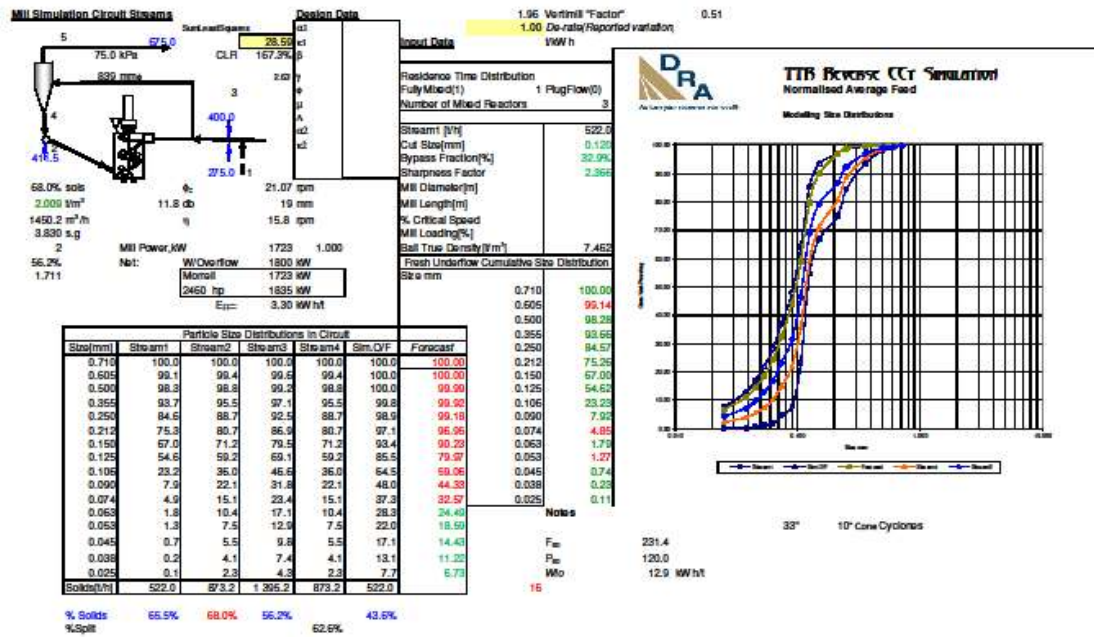 Mill Simulation Circuit Streams
Design Data
1.96 Vertimill "Factor" 0.51
SumLeastSquares
1.00 De-rate(Reported variation)
5 675.0
28.59
Input Data
kWh
75.0 kPa CLR 167.3% β
839 mme
2.63 γ
3
4
400.0
275.0 1
α2
Residence Time Distribution
FullyMixed(1) 1 PlugFlow(0)
Number of Mixed Reactors 3
Stream1 [t/h] 522.0
Cut Size[mm] 0.120
Bypass Fraction[%] 32.9%
Sharpness Factor 2.366
Mill Diameter[m]
Mill Length[m]
% Critical Speed
Mill Loading[%]
Ball True Density[t/m³] 7.462
Fresh Underflow Cumulative Size Distribution
Size mm
0.710 100.00
0.605 99.14
0.500 98.28
0.355 93.66
0.250 84.57
0.212 75.26
0.150 67.00
0.125 54.62
0.106 23.23
0.090 7.92
0.074 4.85
0.063 1.79
0.053 1.27
0.045 0.74
0.038 0.23
0.025 0.11
68.0% sols 21.07 rpm
2.009 t/m³ 11.8 db 19 mm
1450.2 m³/h η 15.8 rpm
3.830 s.g
2 Mill Power,kW 1723 1.000
56.2% Net: W/Overflow 1800 kW
1.711 Morrell 1723 kW
2460 hp 1835 kW
3.30 kWh/t
Particle Size Distributions in Circuit
Size[mm] Stream1 Stream2 Stream3 Stream4 Sim.O/F Forecast
0.710 100.0 100.0 100.0 100.0 100.0 100.00
0.605 99.1 99.4 99.6 99.4 100.0 100.00
0.500 98.3 98.8 99.2 98.8 100.0 99.99
0.355 93.7 95.5 97.1 95.5 99.8 99.92
0.250 84.6 88.7 92.5 88.7 98.9 99.18
0.212 75.3 80.7 86.9 80.7 97.1 96.96
0.150 67.0 71.2 79.5 71.2 93.4 90.23
0.125 54.6 59.2 69.1 59.2 85.5 79.97
0.106 23.2 36.0 46.6 36.0 64.5 59.06
0.090 7.9 22.1 31.8 22.1 48.0 44.33
0.074 4.9 15.1 23.4 15.1 37.3 32.57
0.063 1.8 10.4 17.1 10.4 28.3 24.49
0.053 1.3 7.5 12.9 7.5 22.0 18.59
0.045 0.7 5.5 9.8 5.5 17.1 14.43
0.038 0.2 4.1 7.4 4.1 13.1 11.22
0.025 0.1 2.3 4.3 2.3 7.7 6.73
Solids[t/h] 522.0 873.2 1 395.2 873.2 522.0
16
% Solids 65.5% 68.0% 56.2% 43.6%
%Split 62.6%
DRA
TTB Reverse CCt Simulation
Normalised Average Feed
Modelling Size Distributions
Notes
33" 10° Cone Cyclones
F80 231.4
P80 120.0
Wio 12.9 kWh/t